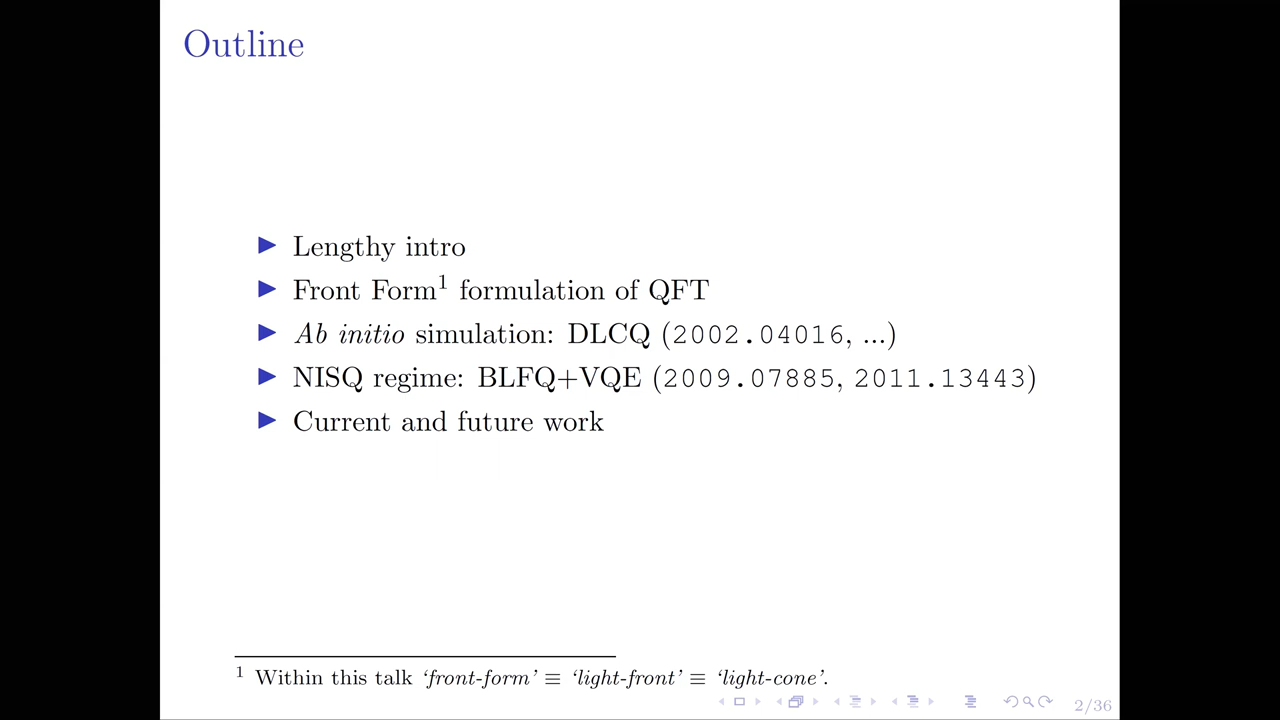 Outline
▶ Lengthy intro
▶ Front Form¹ formulation of QFT
▶ Ab initio simulation: DLCQ (2002.04016, ...)
▶ NISQ regime: BLFQ+VQE (2009.07885, 2011.13443)
▶ Current and future work
¹ Within this talk ‘front-form’ ≡ ‘light-front’ ≡ ‘light-cone’.
2/36